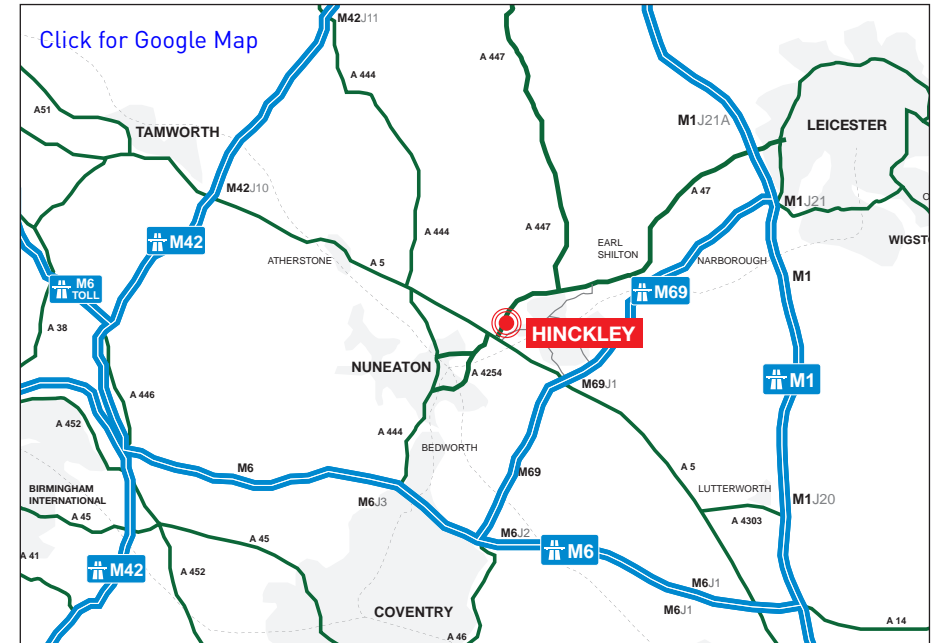 Click for Google Map
M42J11
A 444
A 447
A51
TAMWORTH
M1J21A
LEICESTER
M42J10
A 47
M1J21
M42
A 444
A 447
EARL
SHILTON
WIGST
ATHERSTONE
A 5
NARBOROUGH
M1
M6
TOLL
M69
A 38
HINCKLEY
NUNEATON
A 4254
M69J1
M1
A 446
A 452
A 444
BEDWORTH
M6
M69
A 5
BIRMINGHAM
INTERNATIONAL
LUTTERWORTH
M6J3
M1J20
A 45
A 4303
M6J2
A 45
M6
A 41
M42
A 452
M6J1
M6J1
COVENTRY
A 14
A 46